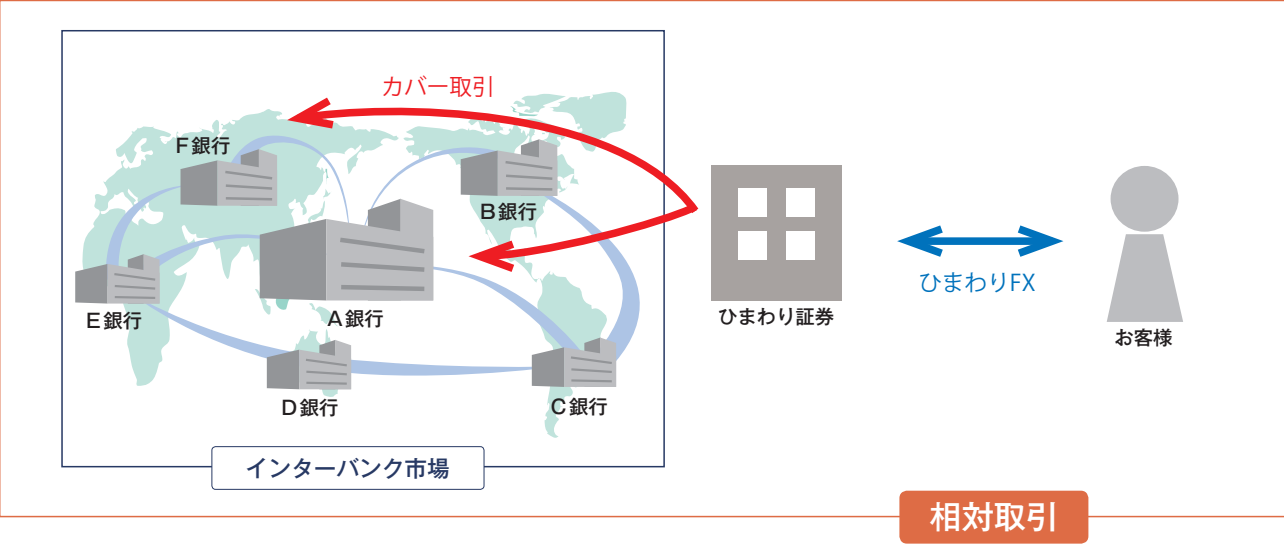 カバー取引
F銀行
B銀行
A銀行
E銀行
D銀行
C銀行
インターバンク市場
ひまわり証券
ひまわりFX
お客様
相対取引